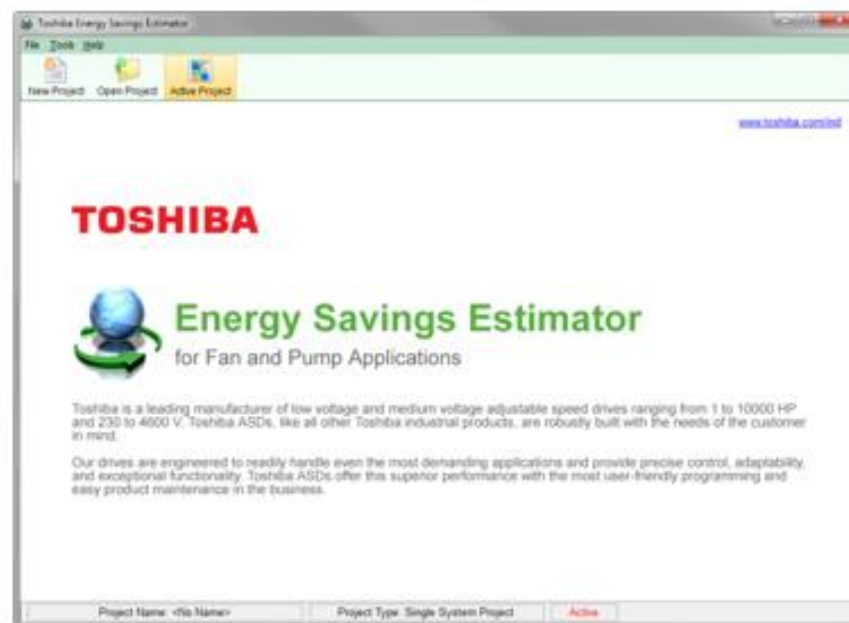 Toshiba Energy Savings Estimator
File Tools Help
New Project Open Project Active Project
www.toshiba.com/ind
TOSHIBA
Energy Savings Estimator
for Fan and Pump Applications
Toshiba is a leading manufacturer of low voltage and medium voltage adjustable speed drives ranging from 1 to 10000 HP
and 230 to 4600 V. Toshiba ASDs, like all other Toshiba industrial products, are robustly built with the needs of the customer
in mind.
Our drives are engineered to readily handle even the most demanding applications and provide precise control, adaptability,
and exceptional functionality. Toshiba ASDs offer this superior performance with the most user-friendly programming and
easy product maintenance in the business.
Project Name: <No Name> Project Type: Single System Project Active